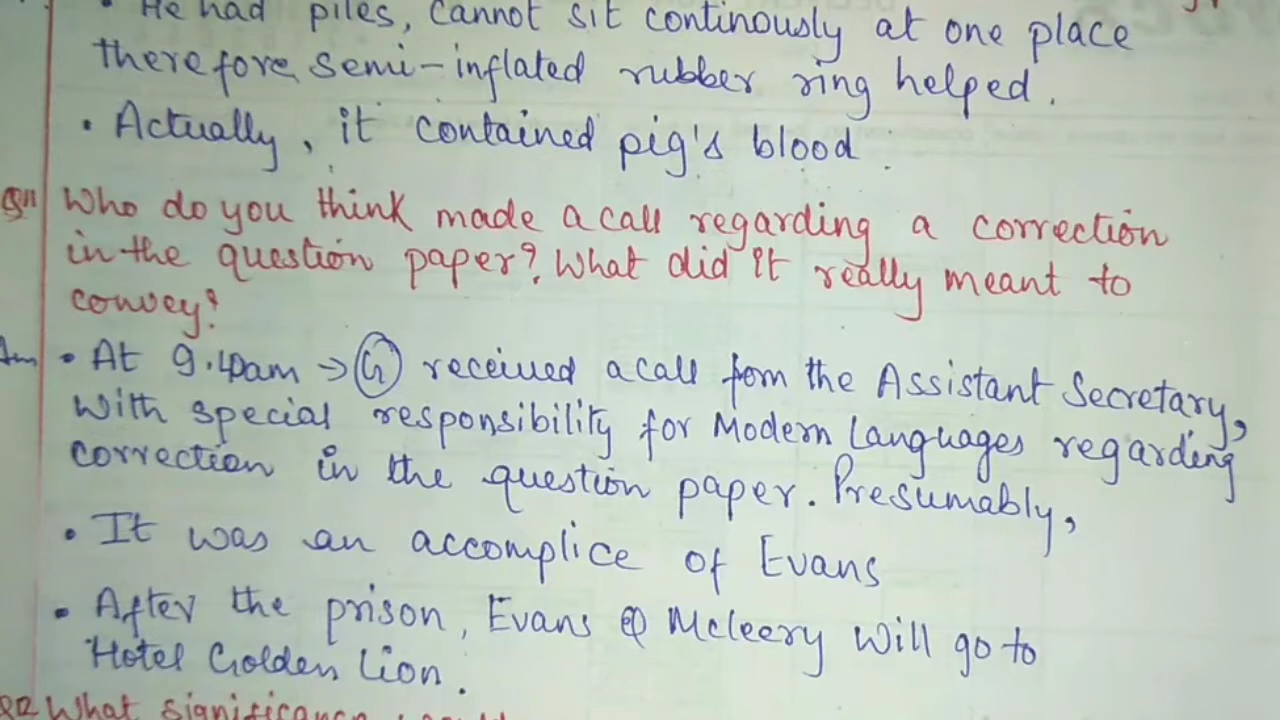 • He had piles, cannot sit continously at one place
therefore, semi-inflated rubber ring helped.
• Actually, it contained pig's blood.
Q11 Who do you think made a call regarding a correction
in the question paper? What did it really meant to
convey?
Ans • At 9.40am → G received a call fom the Assistant Secretary,
with special responsibility for Modern Languages regarding
correction in the question paper. Presumably,
• It was an accomplice of Evans
• After the prison, Evans @ Mcleery will go to
Hotel Golden Lion.
What significance